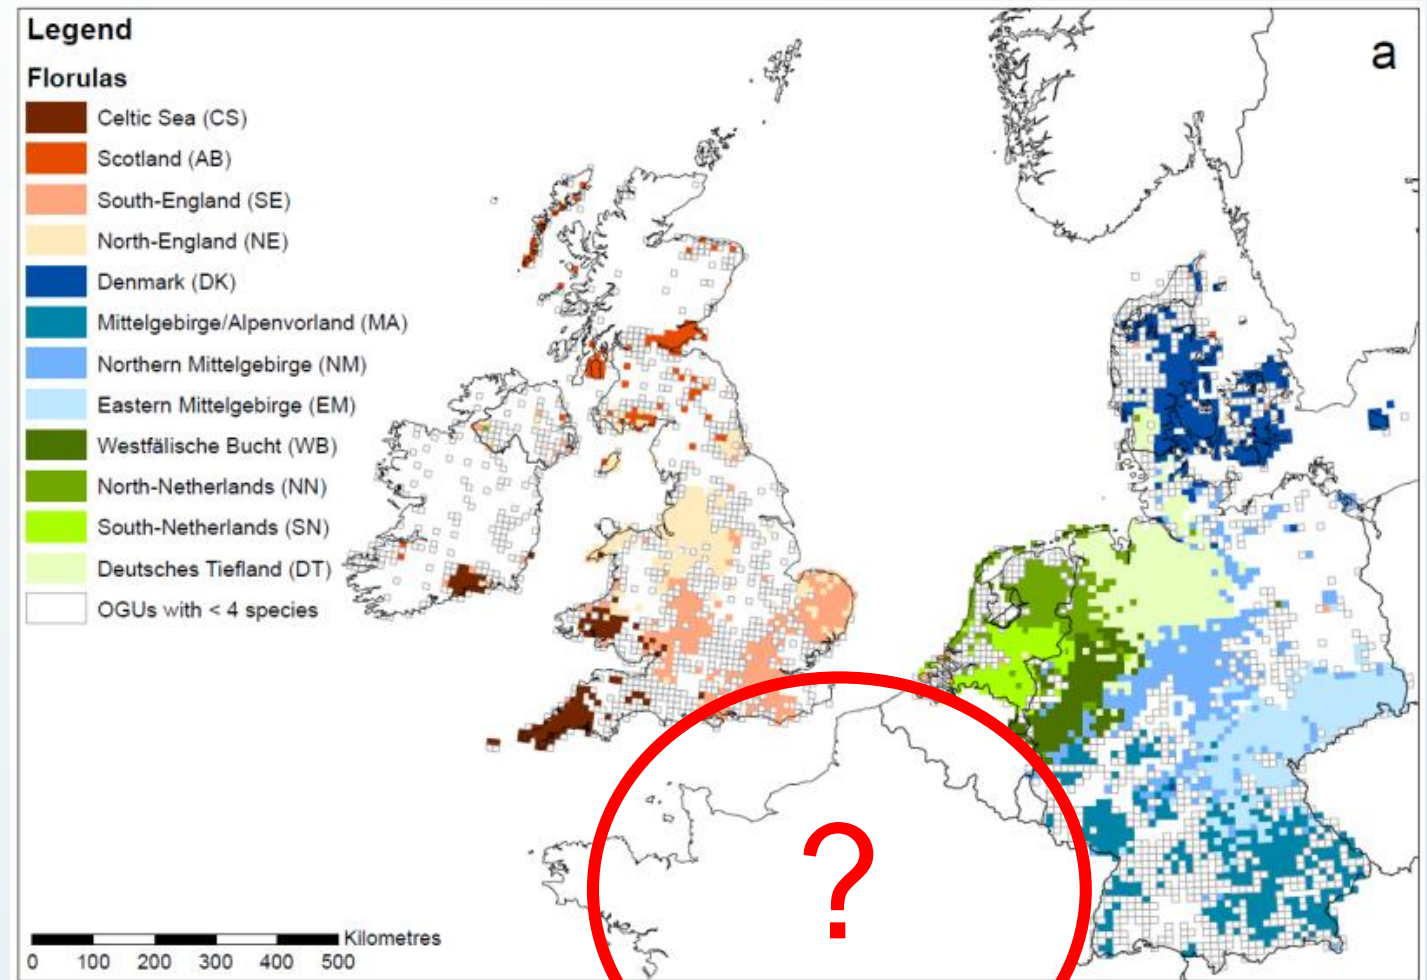 Legend
a
Florulas
Celtic Sea (CS)
Scotland (AB)
South-England (SE)
North-England (NE)
Denmark (DK)
Mittelgebirge/Alpenvorland (MA)
Northern Mittelgebirge (NM)
Eastern Mittelgebirge (EM)
Westfälische Bucht (WB)
North-Netherlands (NN)
South-Netherlands (SN)
Deutsches Tiefland (DT)
OGUs with < 4 species
?
Kilometres
0 100 200 300 400 500